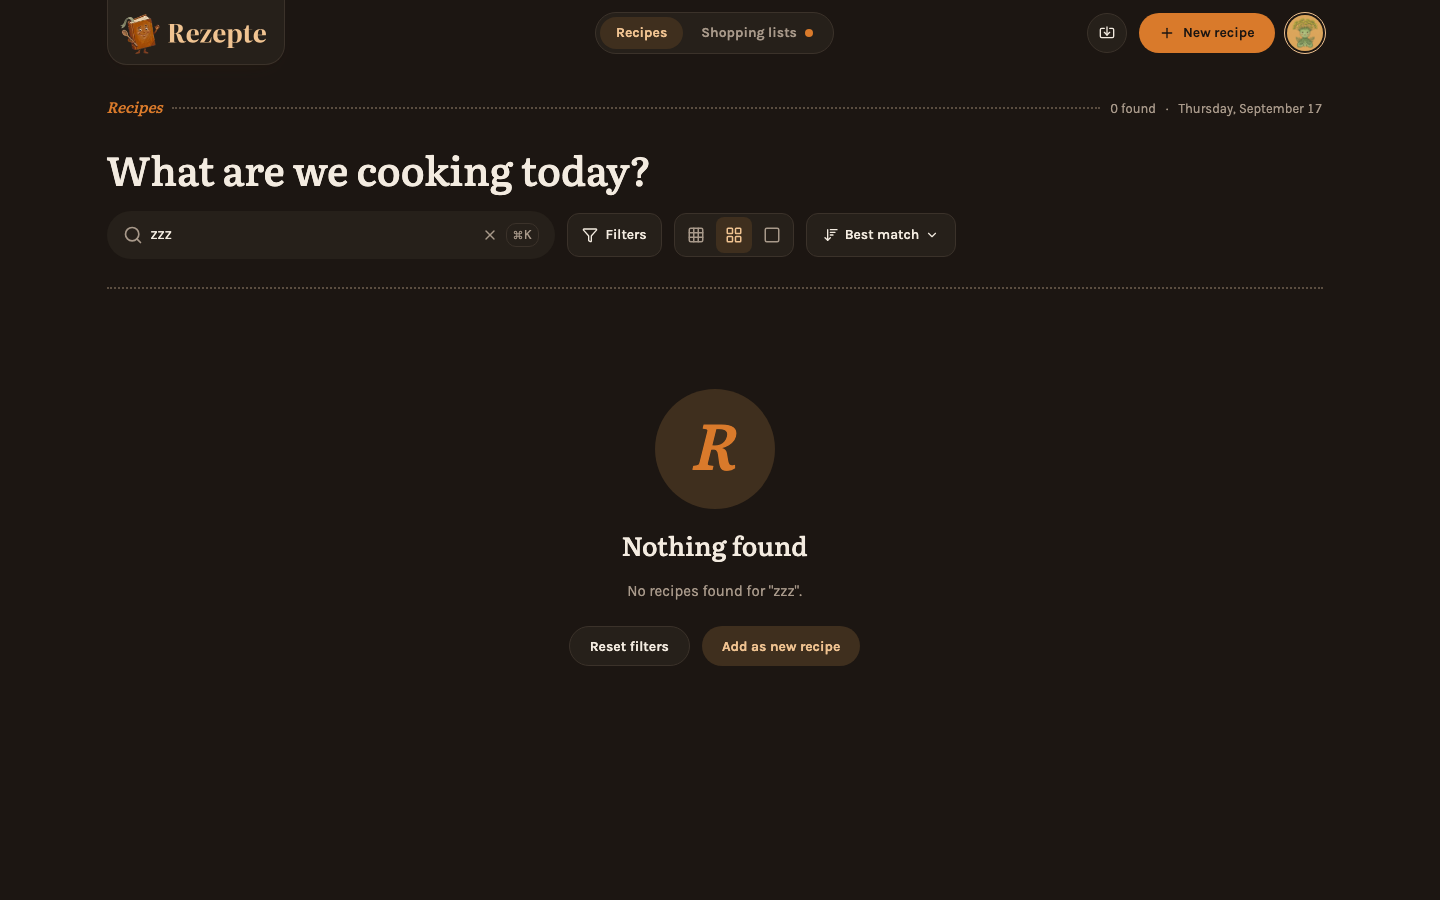 Rezepte
Recipes
Shopping lists
New recipe
Recipes
0 found · Thursday, September 17
What are we cooking today?
zzz
⌘K
Filters
Best match
R
Nothing found
No recipes found for "zzz".
Reset filters
Add as new recipe